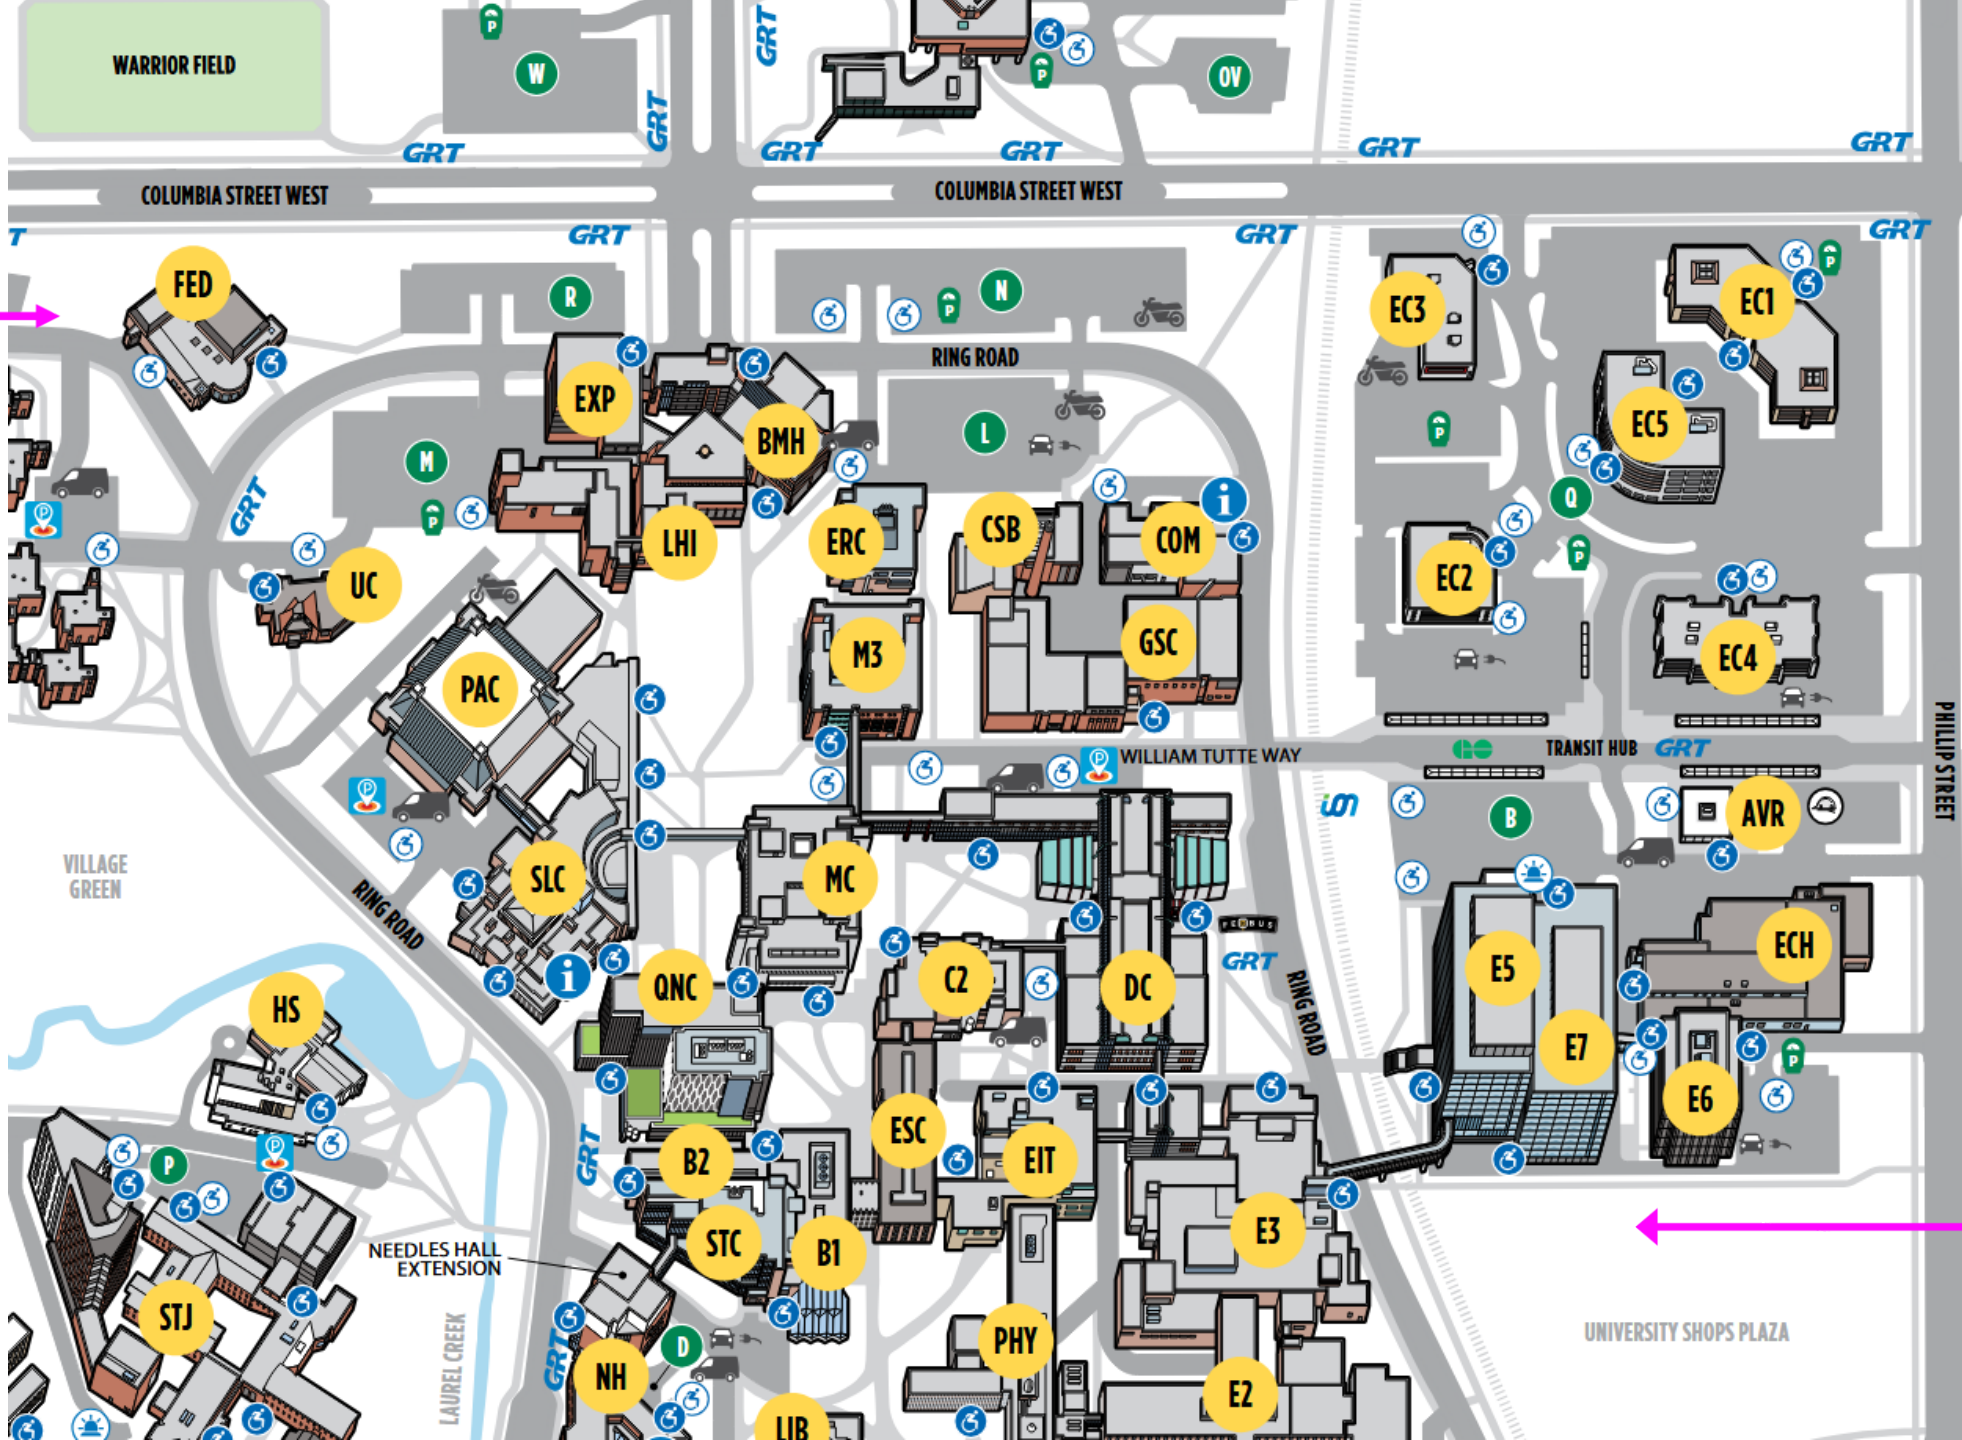 P
WARRIOR FIELD
W
GRT
GRT
P
OV
GRT
GRT
GRT
GRT
GRT
COLUMBIA STREET WEST
COLUMBIA STREET WEST
T
GRT
GRT
GRT
FED
R
N
P
EC3
EC1
P
RING ROAD
EXP
BMH
L
EC5
P
M
P
GRT
P
LHI
ERC
CSB
COM
i
Q
P
EC2
UC
PAC
M3
GSC
EC4
PHILLIP STREET
WILLIAM TUTTE WAY
P
GO
TRANSIT HUB
GRT
P
ion
B
AVR
VILLAGE
GREEN
RING ROAD
SLC
MC
GRT
RING ROAD
i
QNC
C2
DC
E5
ECH
HS
E7
P
E6
ESC
EIT
P
P
GRT
B2
STC
B1
E3
NEEDLES HALL
EXTENSION
STJ
LAUREL CREEK
GRT
NH
D
PHY
UNIVERSITY SHOPS PLAZA
E2
LIB